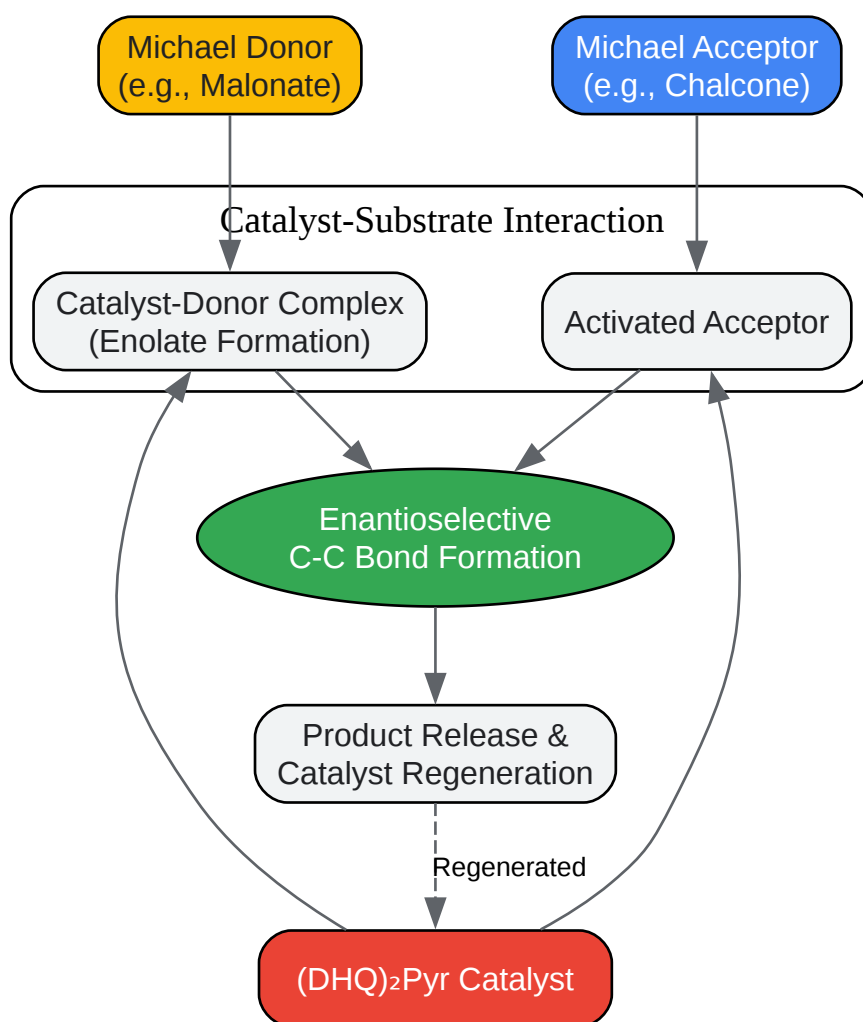 Michael Donor
(e.g., Malonate)
Michael Acceptor
(e.g., Chalcone)
Catalyst-Substrate Interaction
Catalyst-Donor Complex
(Enolate Formation)
Activated Acceptor
Enantioselective
C-C Bond Formation
Product Release &
Catalyst Regeneration
Regenerated
(DHQ)₂Pyr Catalyst